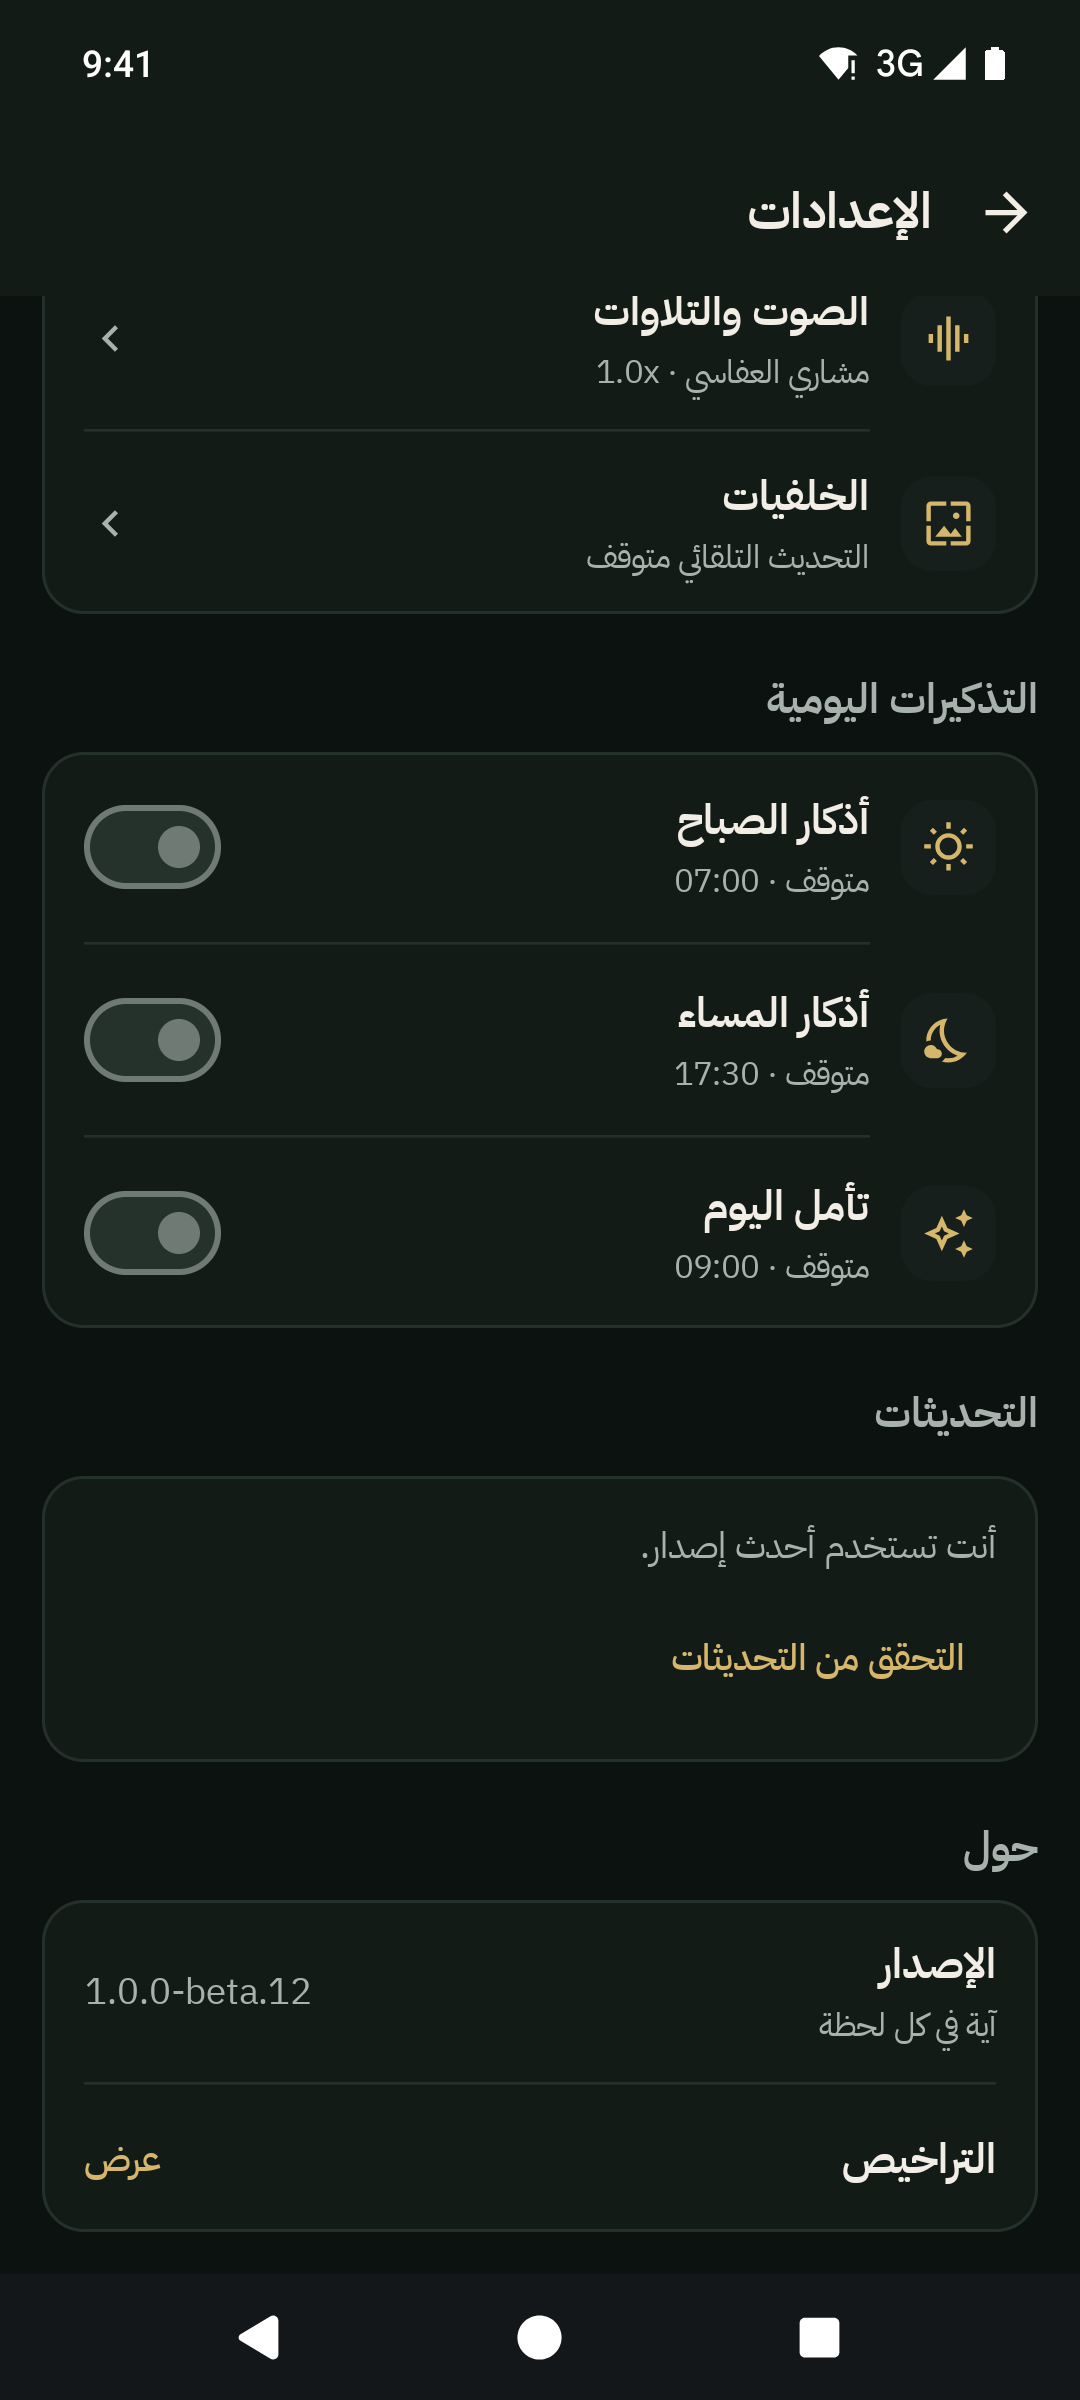 9:41
3G
الإعدادات
الصوت والتلاوات
مشاري العفاسي · 1.0x
الخلفيات
التحديث التلقائي متوقف
التذكيرات اليومية
أذكار الصباح
متوقف · 07:00
أذكار المساء
متوقف · 17:30
تأمل اليوم
متوقف · 09:00
التحديثات
أنت تستخدم أحدث إصدار.
التحقق من التحديثات
حول
الإصدار
1.0.0-beta.12
آية في كل لحظة
التراخيص
عرض